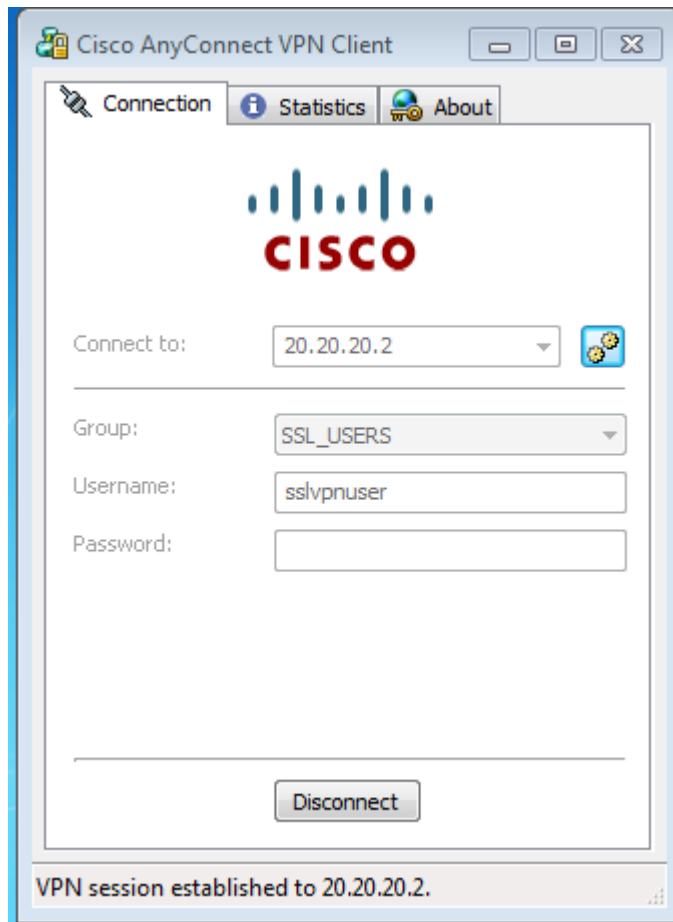 Cisco AnyConnect VPN Client
Connection Statistics About
CISCO
Connect to: 20.20.20.2
Group: SSL_USERS
Username: sslvpnuser
Password:
Disconnect
VPN session established to 20.20.20.2.